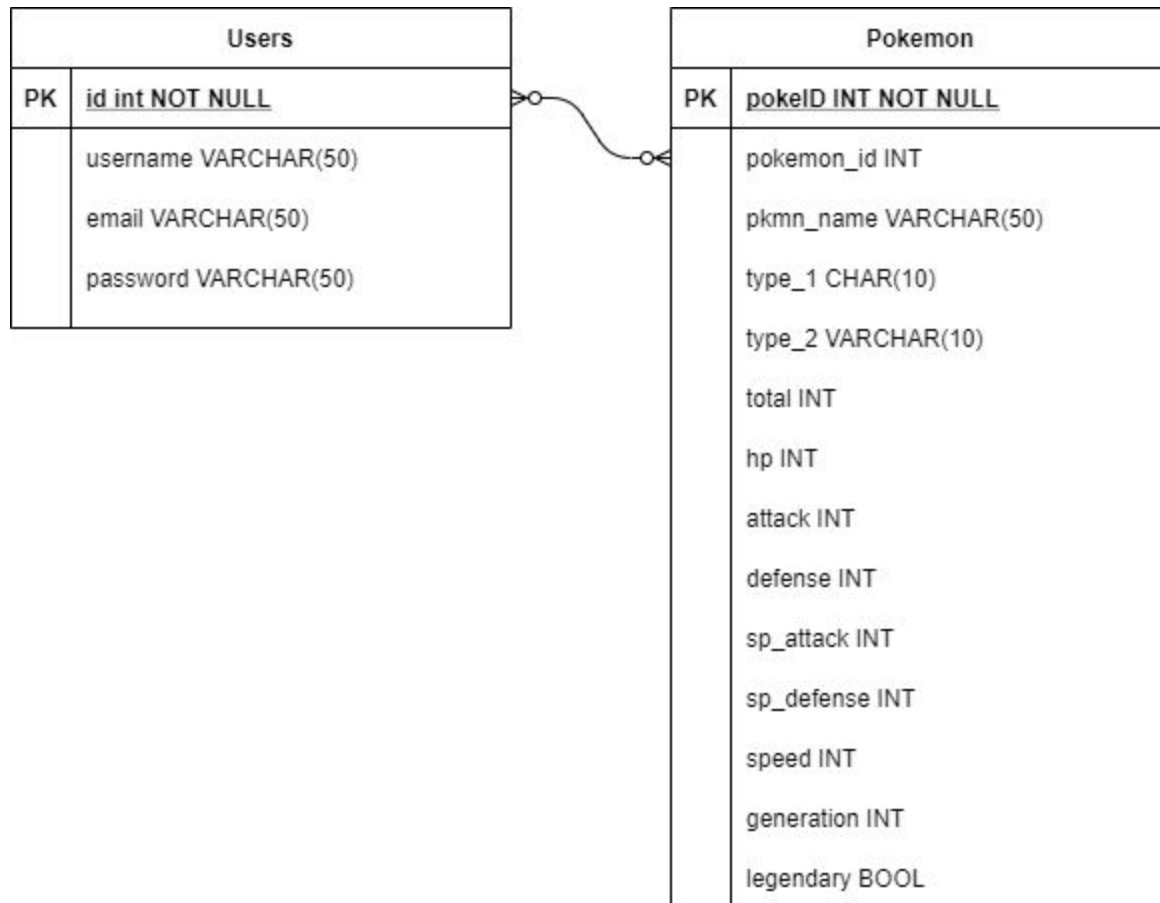 Users
PK id int NOT NULL
username VARCHAR(50)
email VARCHAR(50)
password VARCHAR(50)
Pokemon
PK pokeID INT NOT NULL
pokemon_id INT
pkmn_name VARCHAR(50)
type_1 CHAR(10)
type_2 VARCHAR(10)
total INT
hp INT
attack INT
defense INT
sp_attack INT
sp_defense INT
speed INT
generation INT
legendary BOOL